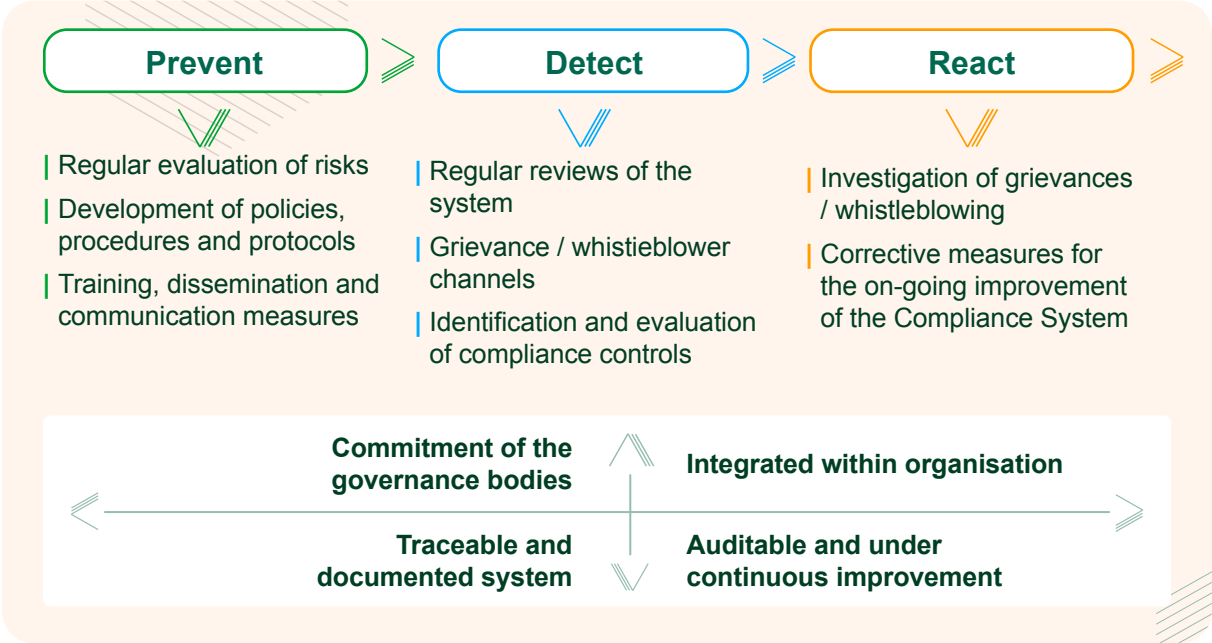 Prevent
Regular evaluation of risks
Development of policies,
procedures and protocols
Training, dissemination and
communication measures
Detect
Regular reviews of the
system
Grievance / whistieblower
channels
Identification and evaluation
of compliance controls
React
Investigation of grievances
/ whistleblowing
Corrective measures for
the on-going improvement
of the Compliance System
Commitment of the
governance bodies
Integrated within organisation
Traceable and
documented system
Auditable and under
continuous improvement